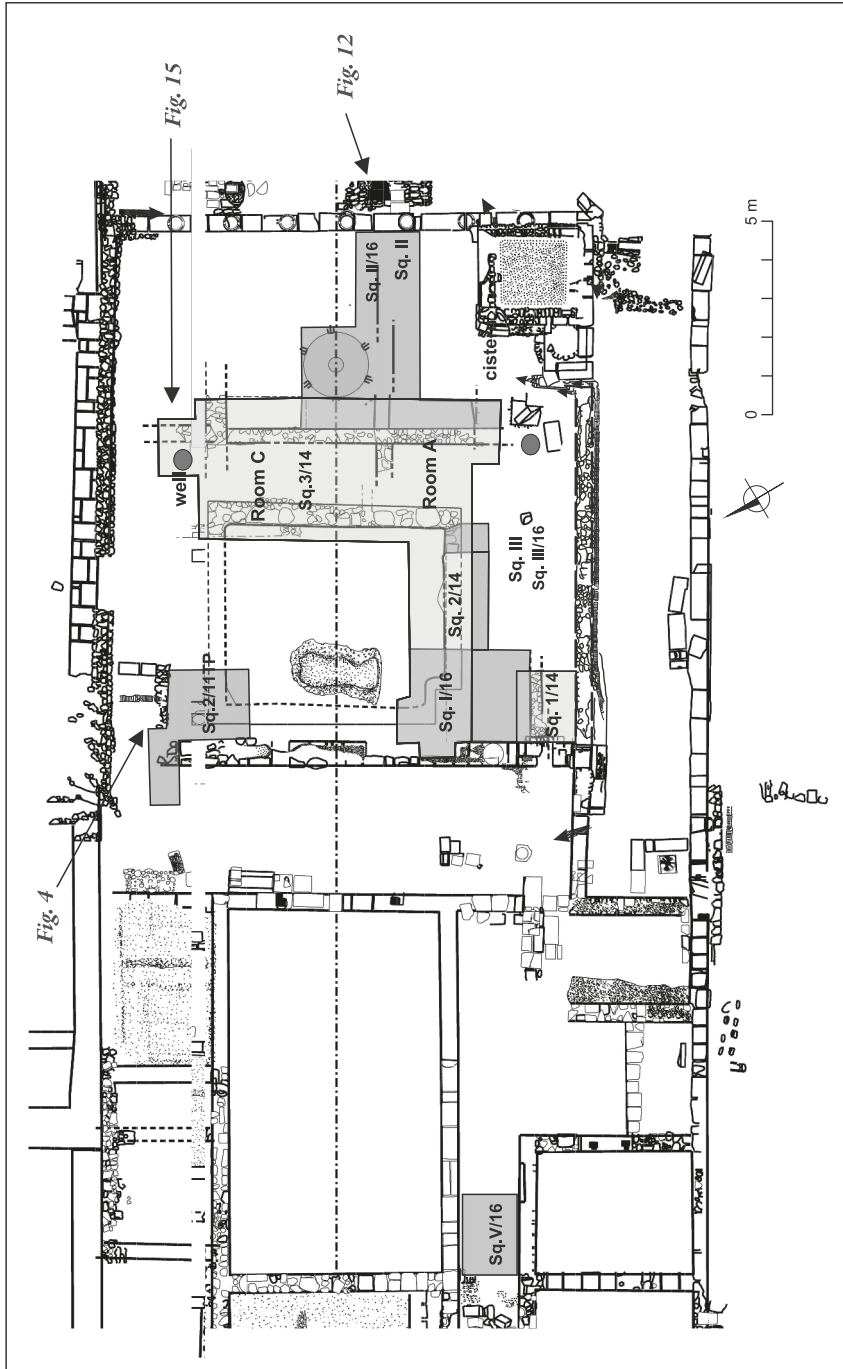 Fig. 15
Fig. 12
Fig. 4
well
Room C
Sq.3/14
Room A
Sq. II/16
Sq. II
ciste
Sq. III
Sq. III/16
Sq. 2/14
Sq. I/16
Sq. 1/14
Sq.2/11TP
Sq.V/16
0
5 m